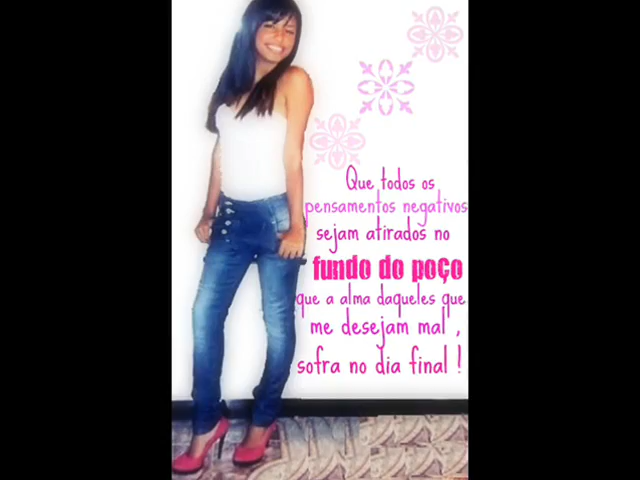 Que todos os
pensamentos negativos
sejam atirados no
fundo do poço
que a alma daqueles que
me desejam mal ,
sofra no dia final !